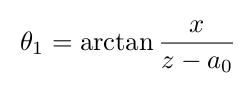 θ₁ = arctan x / (z − a₀)